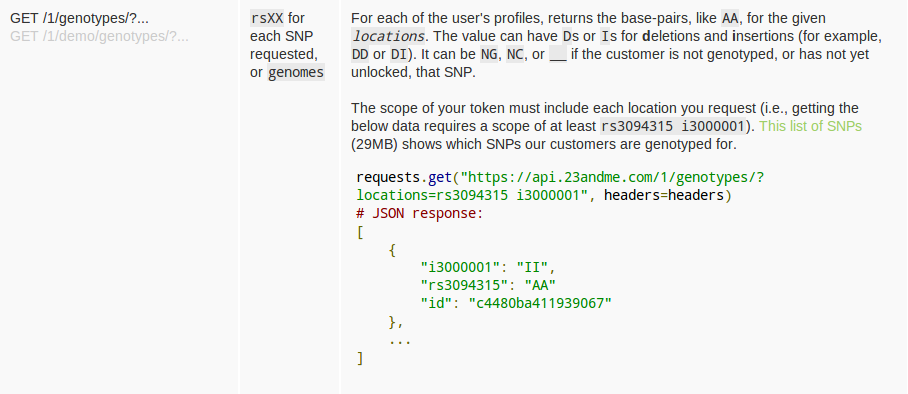 GET /1/genotypes/?...
GET /1/demo/genotypes/?...
rsXX for
each SNP
requested,
or genomes
For each of the user's profiles, returns the base-pairs, like AA, for the given
locations. The value can have Ds or Is for deletions and insertions (for example,
DD or DI). It can be NG, NC, or __ if the customer is not genotyped, or has not yet
unlocked, that SNP.
The scope of your token must include each location you request (i.e., getting the
below data requires a scope of at least rs3094315 i3000001). This list of SNPs
(29MB) shows which SNPs our customers are genotyped for.
requests.get("https://api.23andme.com/1/genotypes/?
locations=rs3094315 i3000001", headers=headers)
# JSON response:
[
{
"i3000001": "II",
"rs3094315": "AA"
"id": "c4480ba411939067"
},
...
]